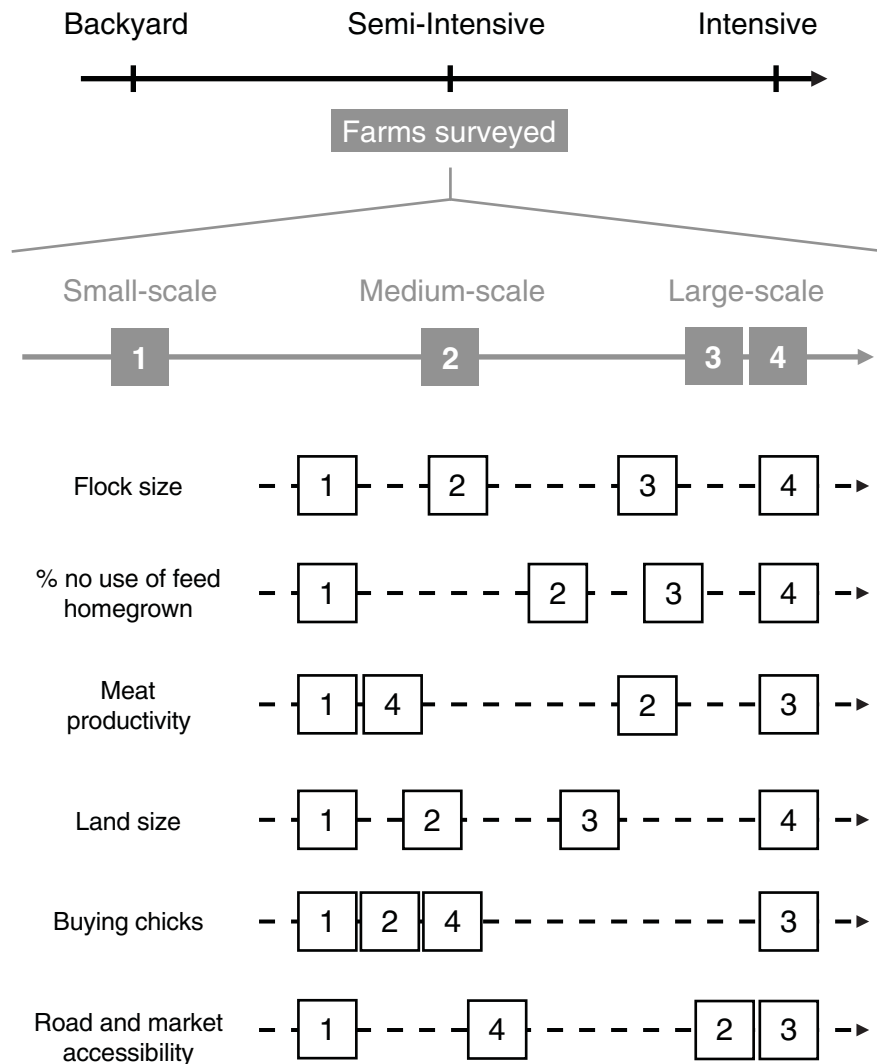 Backyard Semi-Intensive Intensive
Farms surveyed
Small-scale Medium-scale Large-scale
1 2 3 4
Flock size 1 2 3 4
% no use of feed
homegrown 1 2 3 4
Meat
productivity 1 4 2 3
Land size 1 2 3 4
Buying chicks 1 2 4 3
Road and market
accessibility 1 4 2 3